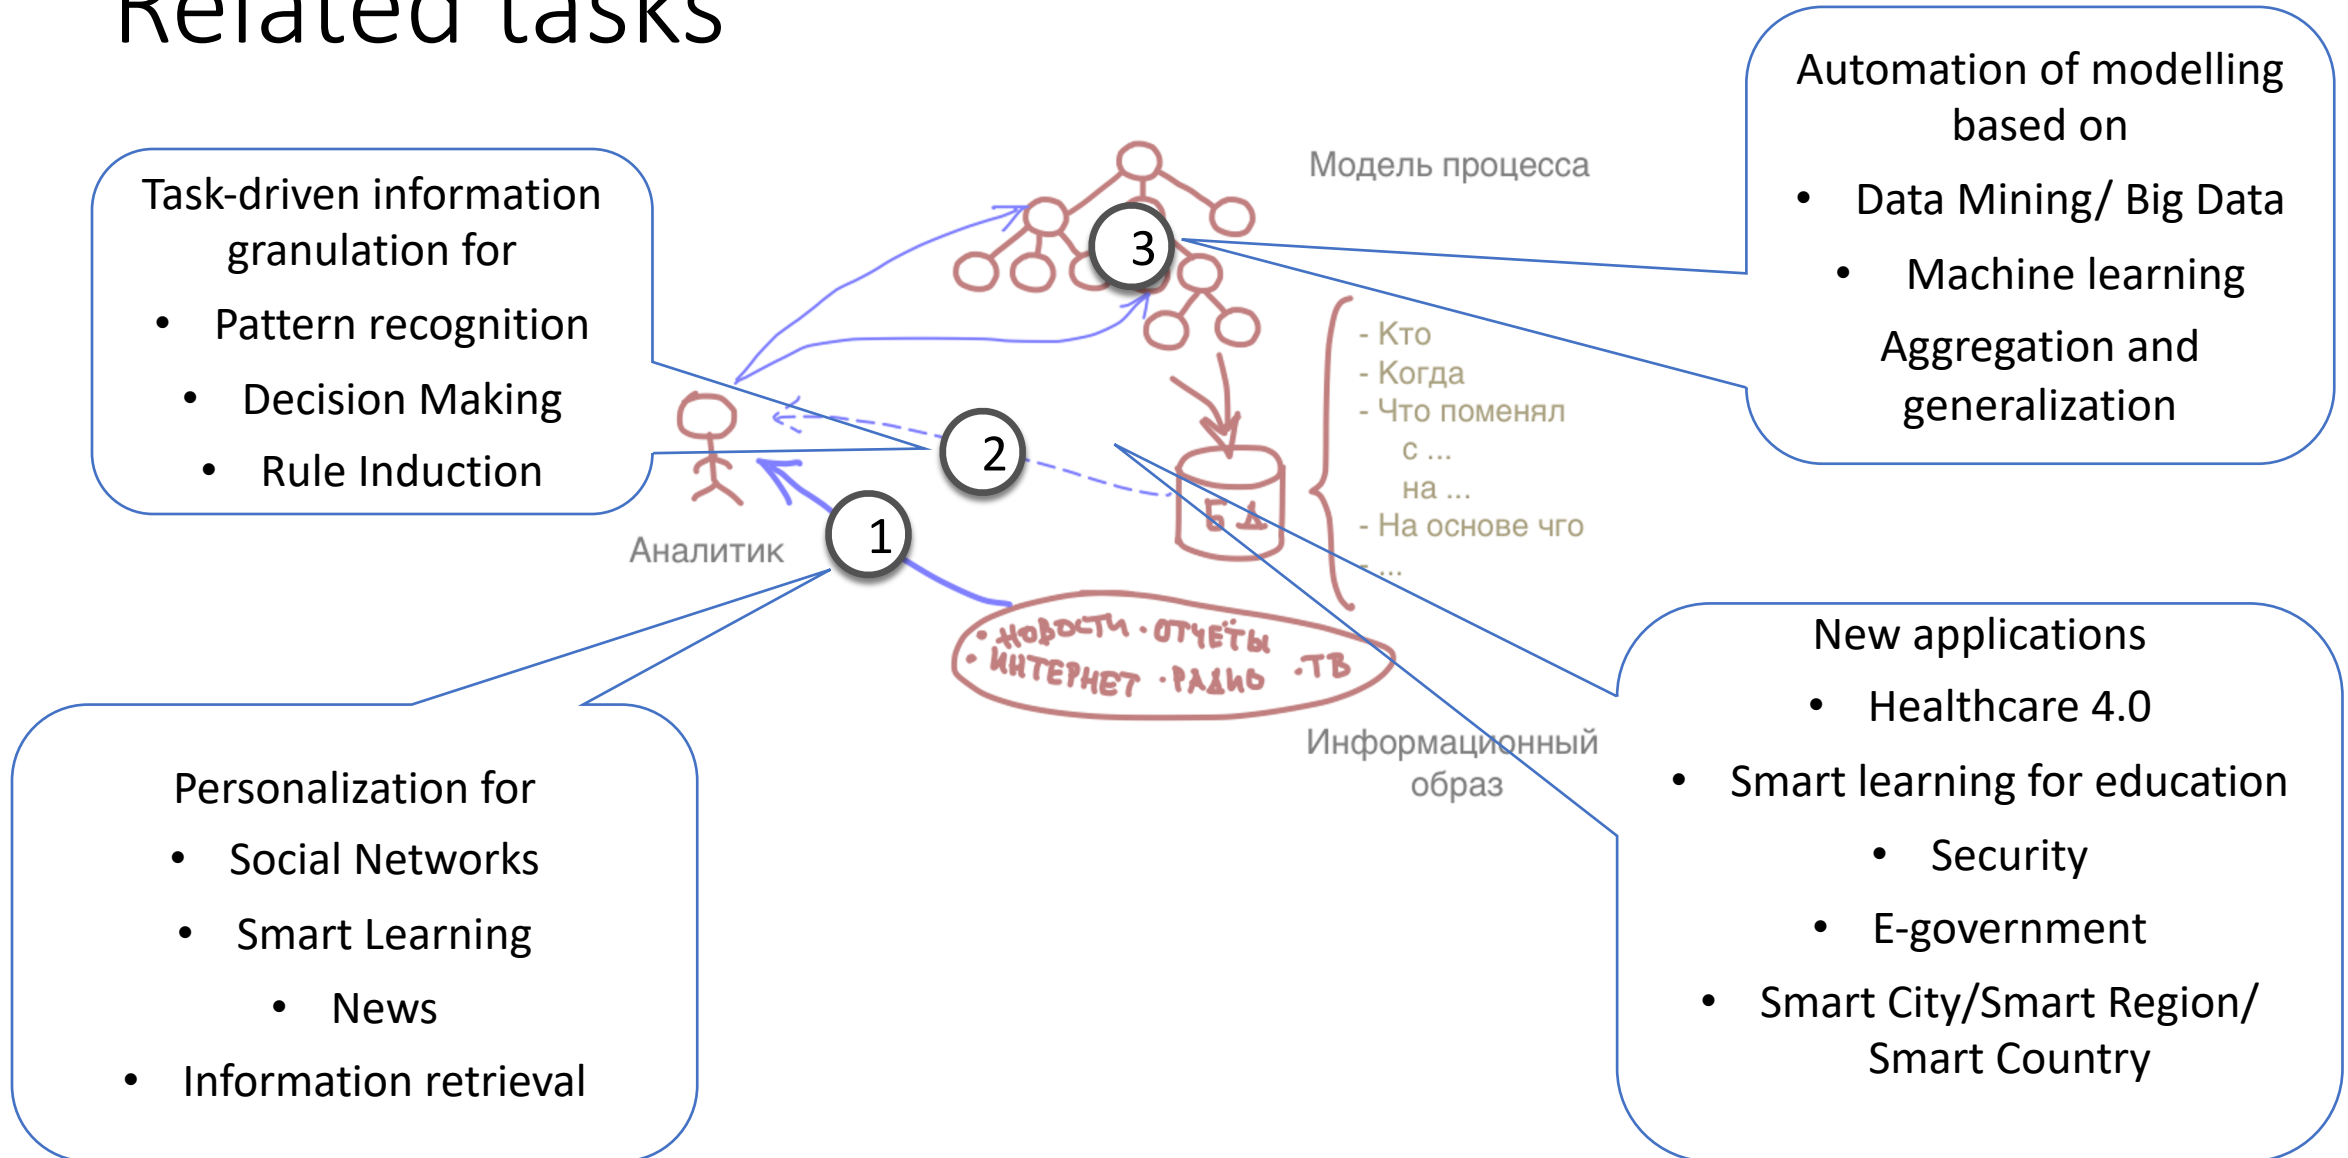 Related tasks
Automation of modelling
based on
• Data Mining/ Big Data
• Machine learning
Aggregation and
generalization
Task-driven information
granulation for
• Pattern recognition
• Decision Making
• Rule Induction
Модель процесса
3
- Кто
- Когда
- Что поменял
с ...
на ...
- На основе чго
- ...
2
1
БД
Аналитик
• НОВОСТИ • ОТЧЁТЫ
• ИНТЕРНЕТ • РАДИО • ТВ
Информационный
образ
Personalization for
• Social Networks
• Smart Learning
• News
• Information retrieval
New applications
• Healthcare 4.0
• Smart learning for education
• Security
• E-government
• Smart City/Smart Region/
Smart Country